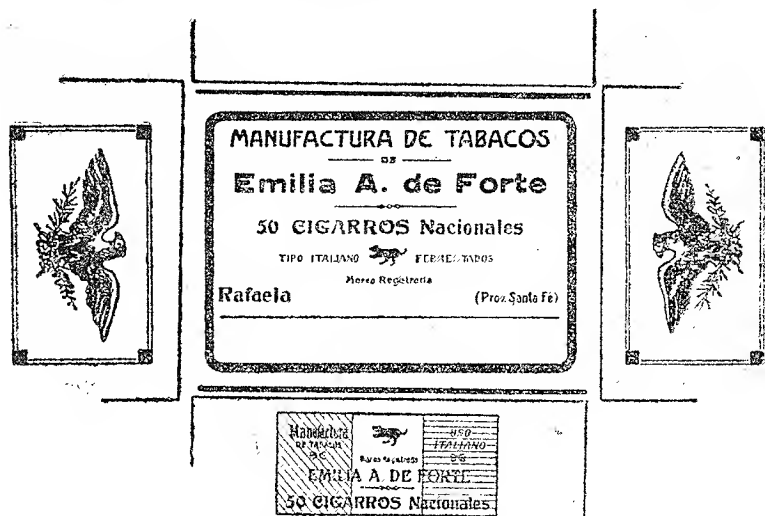 MANUFACTURA DE TABACOS
DE
Emilia A. de Forte
50 CIGARROS Nacionales
TIPO ITALIANO FERMENTADOS
Marca Registrada
Rafaela (Prov. Santa Fé)
Manufactura USO
DE TABACOS ITALIANO
Marca Registrada
EMILIA A. DE FORTE
50 CIGARROS Nacionales